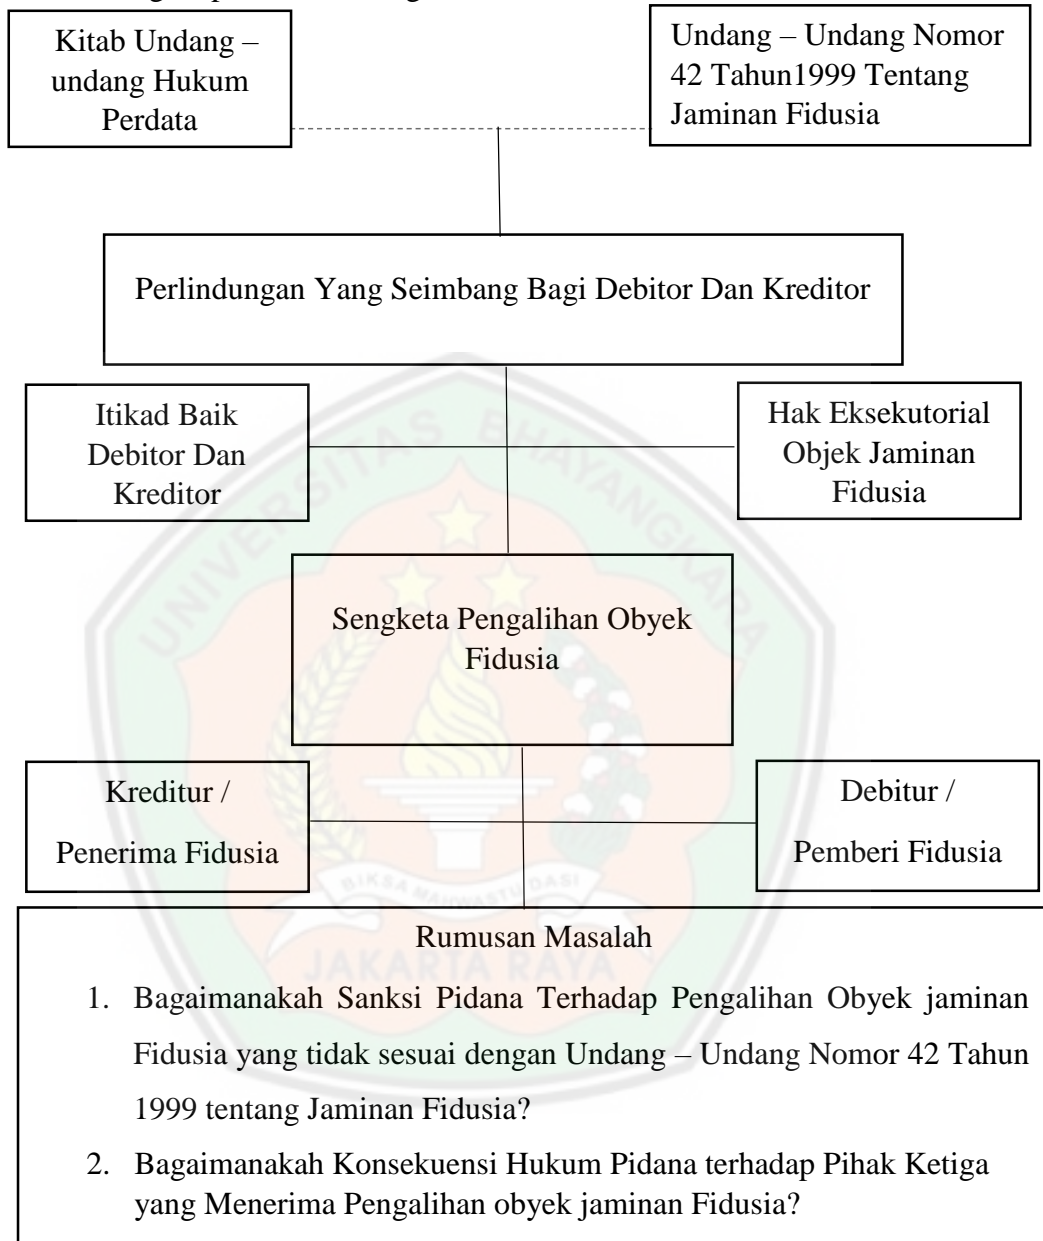 Kitab Undang –
undang Hukum
Perdata
Undang – Undang Nomor
42 Tahun1999 Tentang
Jaminan Fidusia
Perlindungan Yang Seimbang Bagi Debitor Dan Kreditor
Itikad Baik
Debitor Dan
Kreditor
Hak Eksekutorial
Objek Jaminan
Fidusia
UNIVERSITAS BHAYANGKARA
Sengketa Pengalihan Obyek
Fidusia
Kreditur /
Penerima Fidusia
Debitur /
Pemberi Fidusia
JAKARTA RAYA
Rumusan Masalah
1. Bagaimanakah Sanksi Pidana Terhadap Pengalihan Obyek jaminan
Fidusia yang tidak sesuai dengan Undang – Undang Nomor 42 Tahun
1999 tentang Jaminan Fidusia?
2. Bagaimanakah Konsekuensi Hukum Pidana terhadap Pihak Ketiga
yang Menerima Pengalihan obyek jaminan Fidusia?